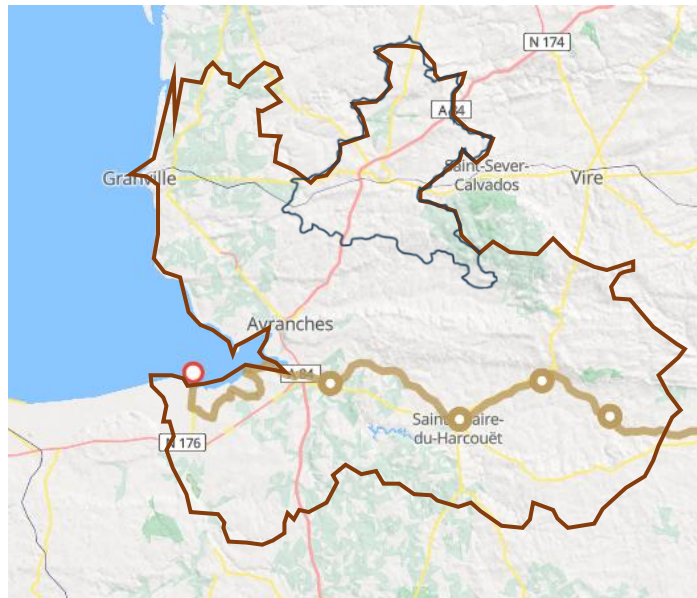 N 174
A 84
Granville
Saint-Sever-
Calvados
Vire
Avranches
A 84
Saint-Hilaire-
du-Harcouët
N 176